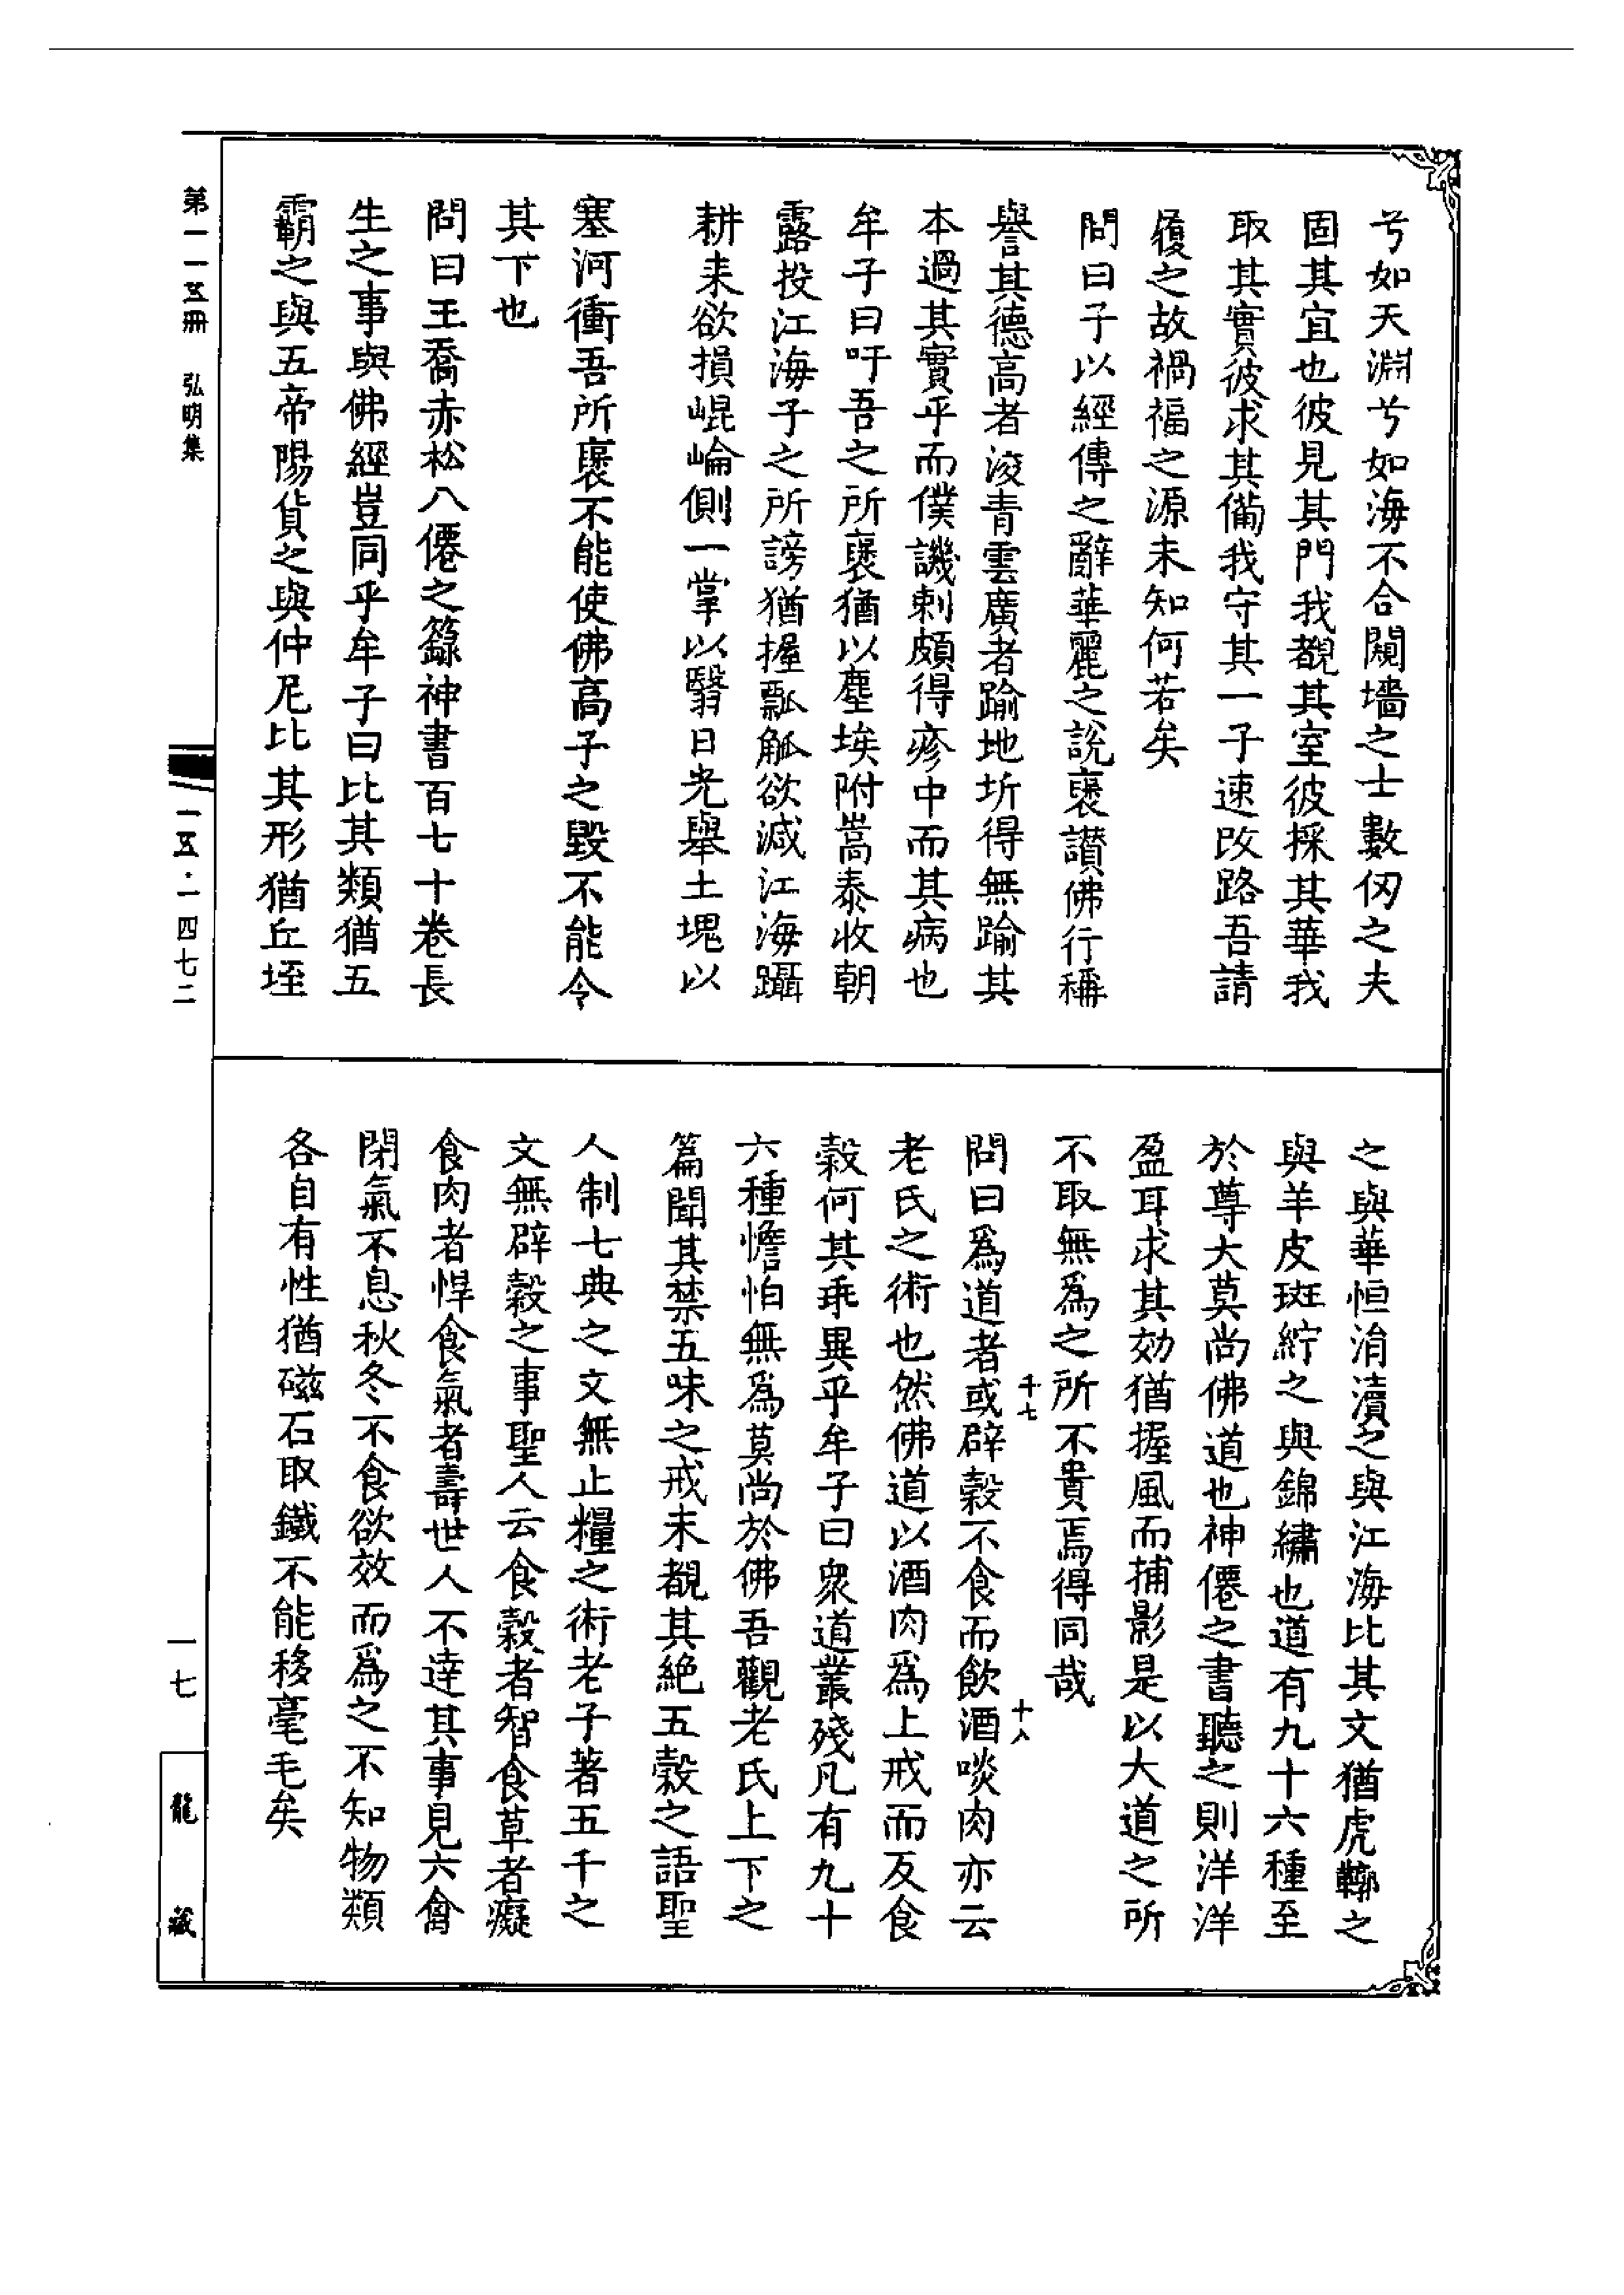 兮如天淵兮如海不合闚墻之士數仞之夫
固其宜也彼見其門我覩其室彼採其華我
取其實彼求其備我守其一子速改路吾請
履之故禍福之源未知何若矣
問曰子以經傳之辭華麗之說襃讚佛行稱
譽其德高者淩青雲廣者踰地圻得無踰其
本過其實乎而僕譏刺頗得疹中而其病也
牟子曰吁吾之所襃猶以塵埃附嵩泰收朝
露投江海子之所謗猶握瓢觚欲減江海躡
耕耒欲損崐崘側一掌以翳日光舉土塊以
塞河衝吾所襃不能使佛高子之毀不能令
其下也
問曰王喬赤松八僊之籙神書百七十卷長
生之事與佛經豈同乎牟子曰比其類猶五
霸之與五帝陽貨之與仲尼比其形猶丘垤
之與華恒涓瀆之與江海比其文猶虎鞹之
與羊皮斑紵之與錦繡也道有九十六種至
於尊大莫尚佛道也神僊之書聽之則洋洋
盈耳求其効猶握風而捕影是以大道之所
不取無爲之所不貴焉得同哉
十七
十八
問曰爲道者或辟穀不食而飲酒啖肉亦云
老氏之術也然佛道以酒肉爲上戒而反食
穀何其乖異乎牟子曰衆道叢殘凡有九十
六種憺怕無爲莫尚於佛吾觀老氏上下之
篇聞其禁五味之戒未覩其絶五穀之語聖
人制七典之文無止糧之術老子著五千之
文無辟穀之事聖人云食穀者智食草者癡
食肉者悍食氣者壽世人不達其事見六禽
閉氣不息秋冬不食欲效而爲之不知物類
各自有性猶磁石取鐵不能移毫毛矣
第一一五冊 弘明集
一五·一四七二
一七
龍藏